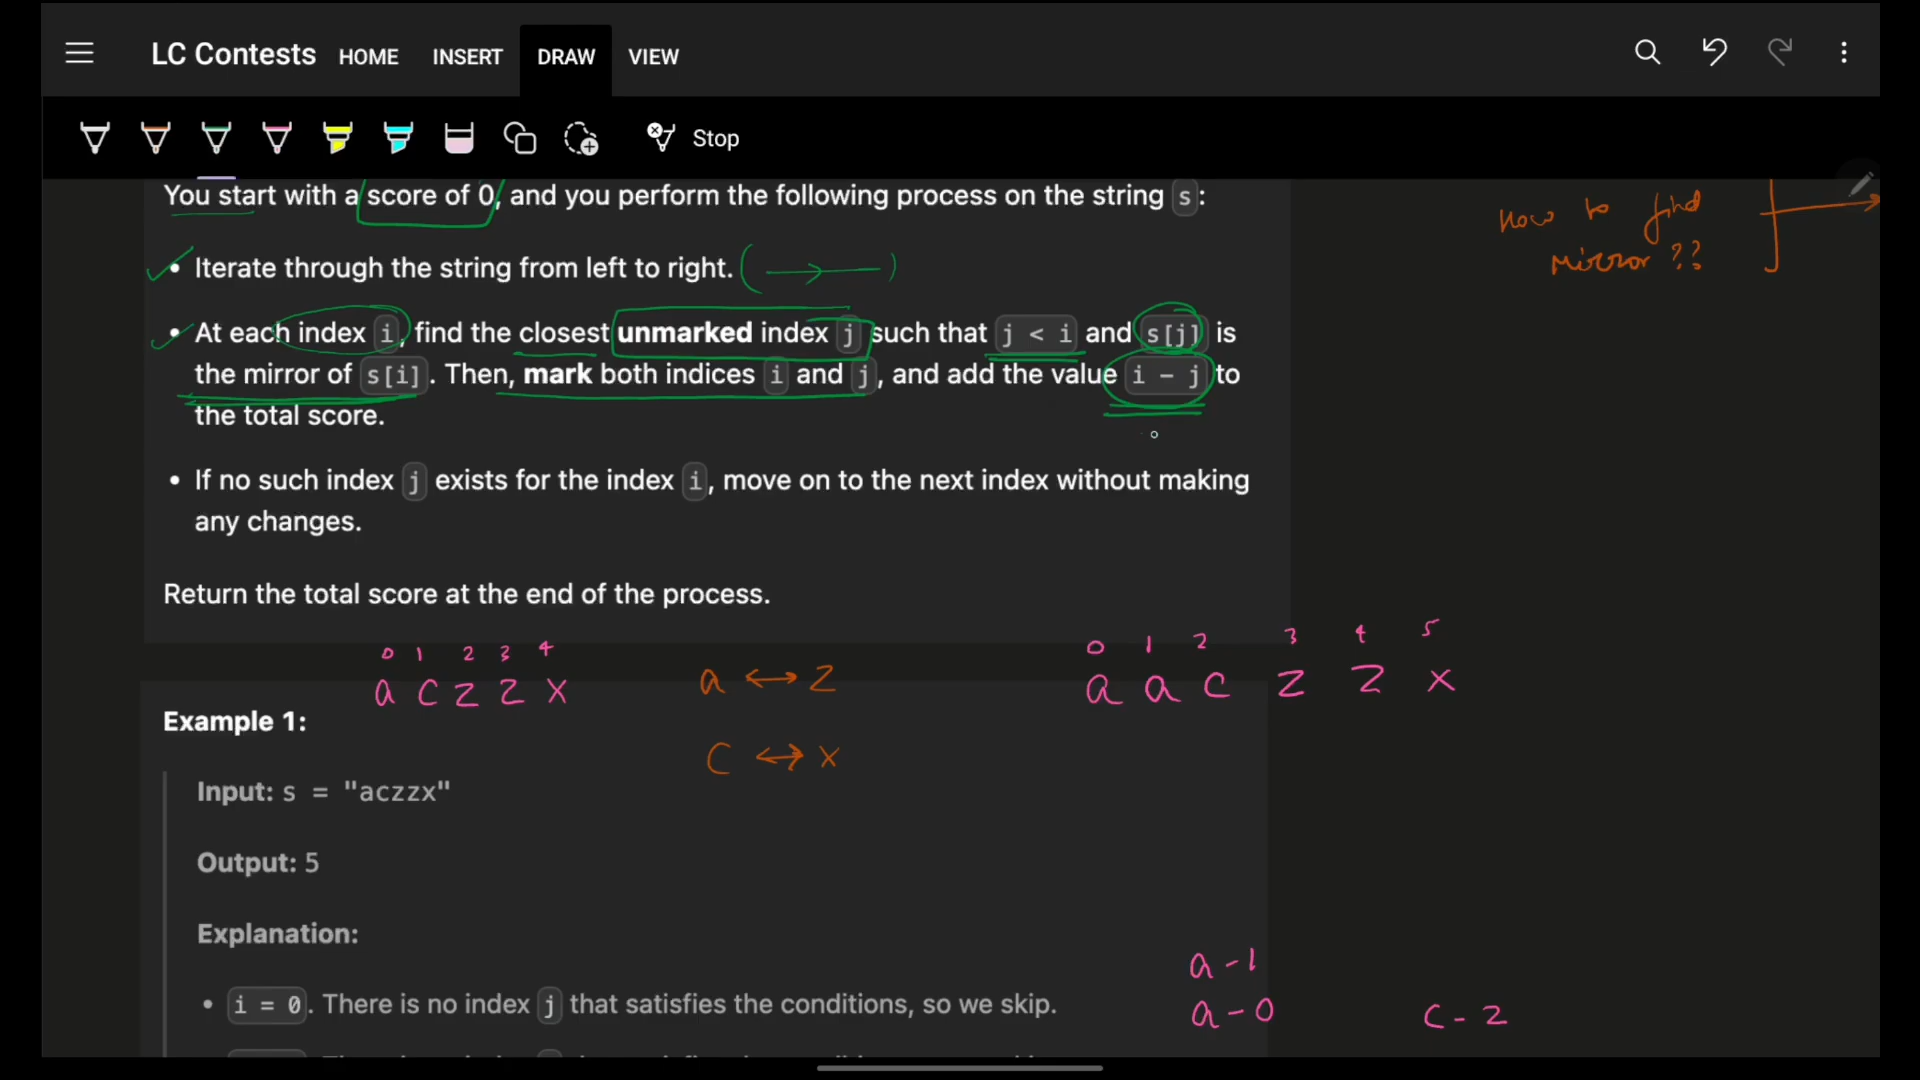 LC Contests HOME INSERT DRAW VIEW
Stop
You start with a score of 0, and you perform the following process on the string s:
How to find
Mirror ??
• Iterate through the string from left to right.
• At each index i, find the closest unmarked index j such that j < i and s[j] is
the mirror of s[i]. Then, mark both indices i and j, and add the value i - j to
the total score.
• If no such index j exists for the index i, move on to the next index without making
any changes.
Return the total score at the end of the process.
0 1 2 3 4
a c z z x
a ↔ z
0 1 2 3 4 5
a a c z z x
Example 1:
c ↔ x
Input: s = "aczzx"
Output: 5
Explanation:
a - 1
• i = 0. There is no index j that satisfies the conditions, so we skip.
a - 0
c - 2